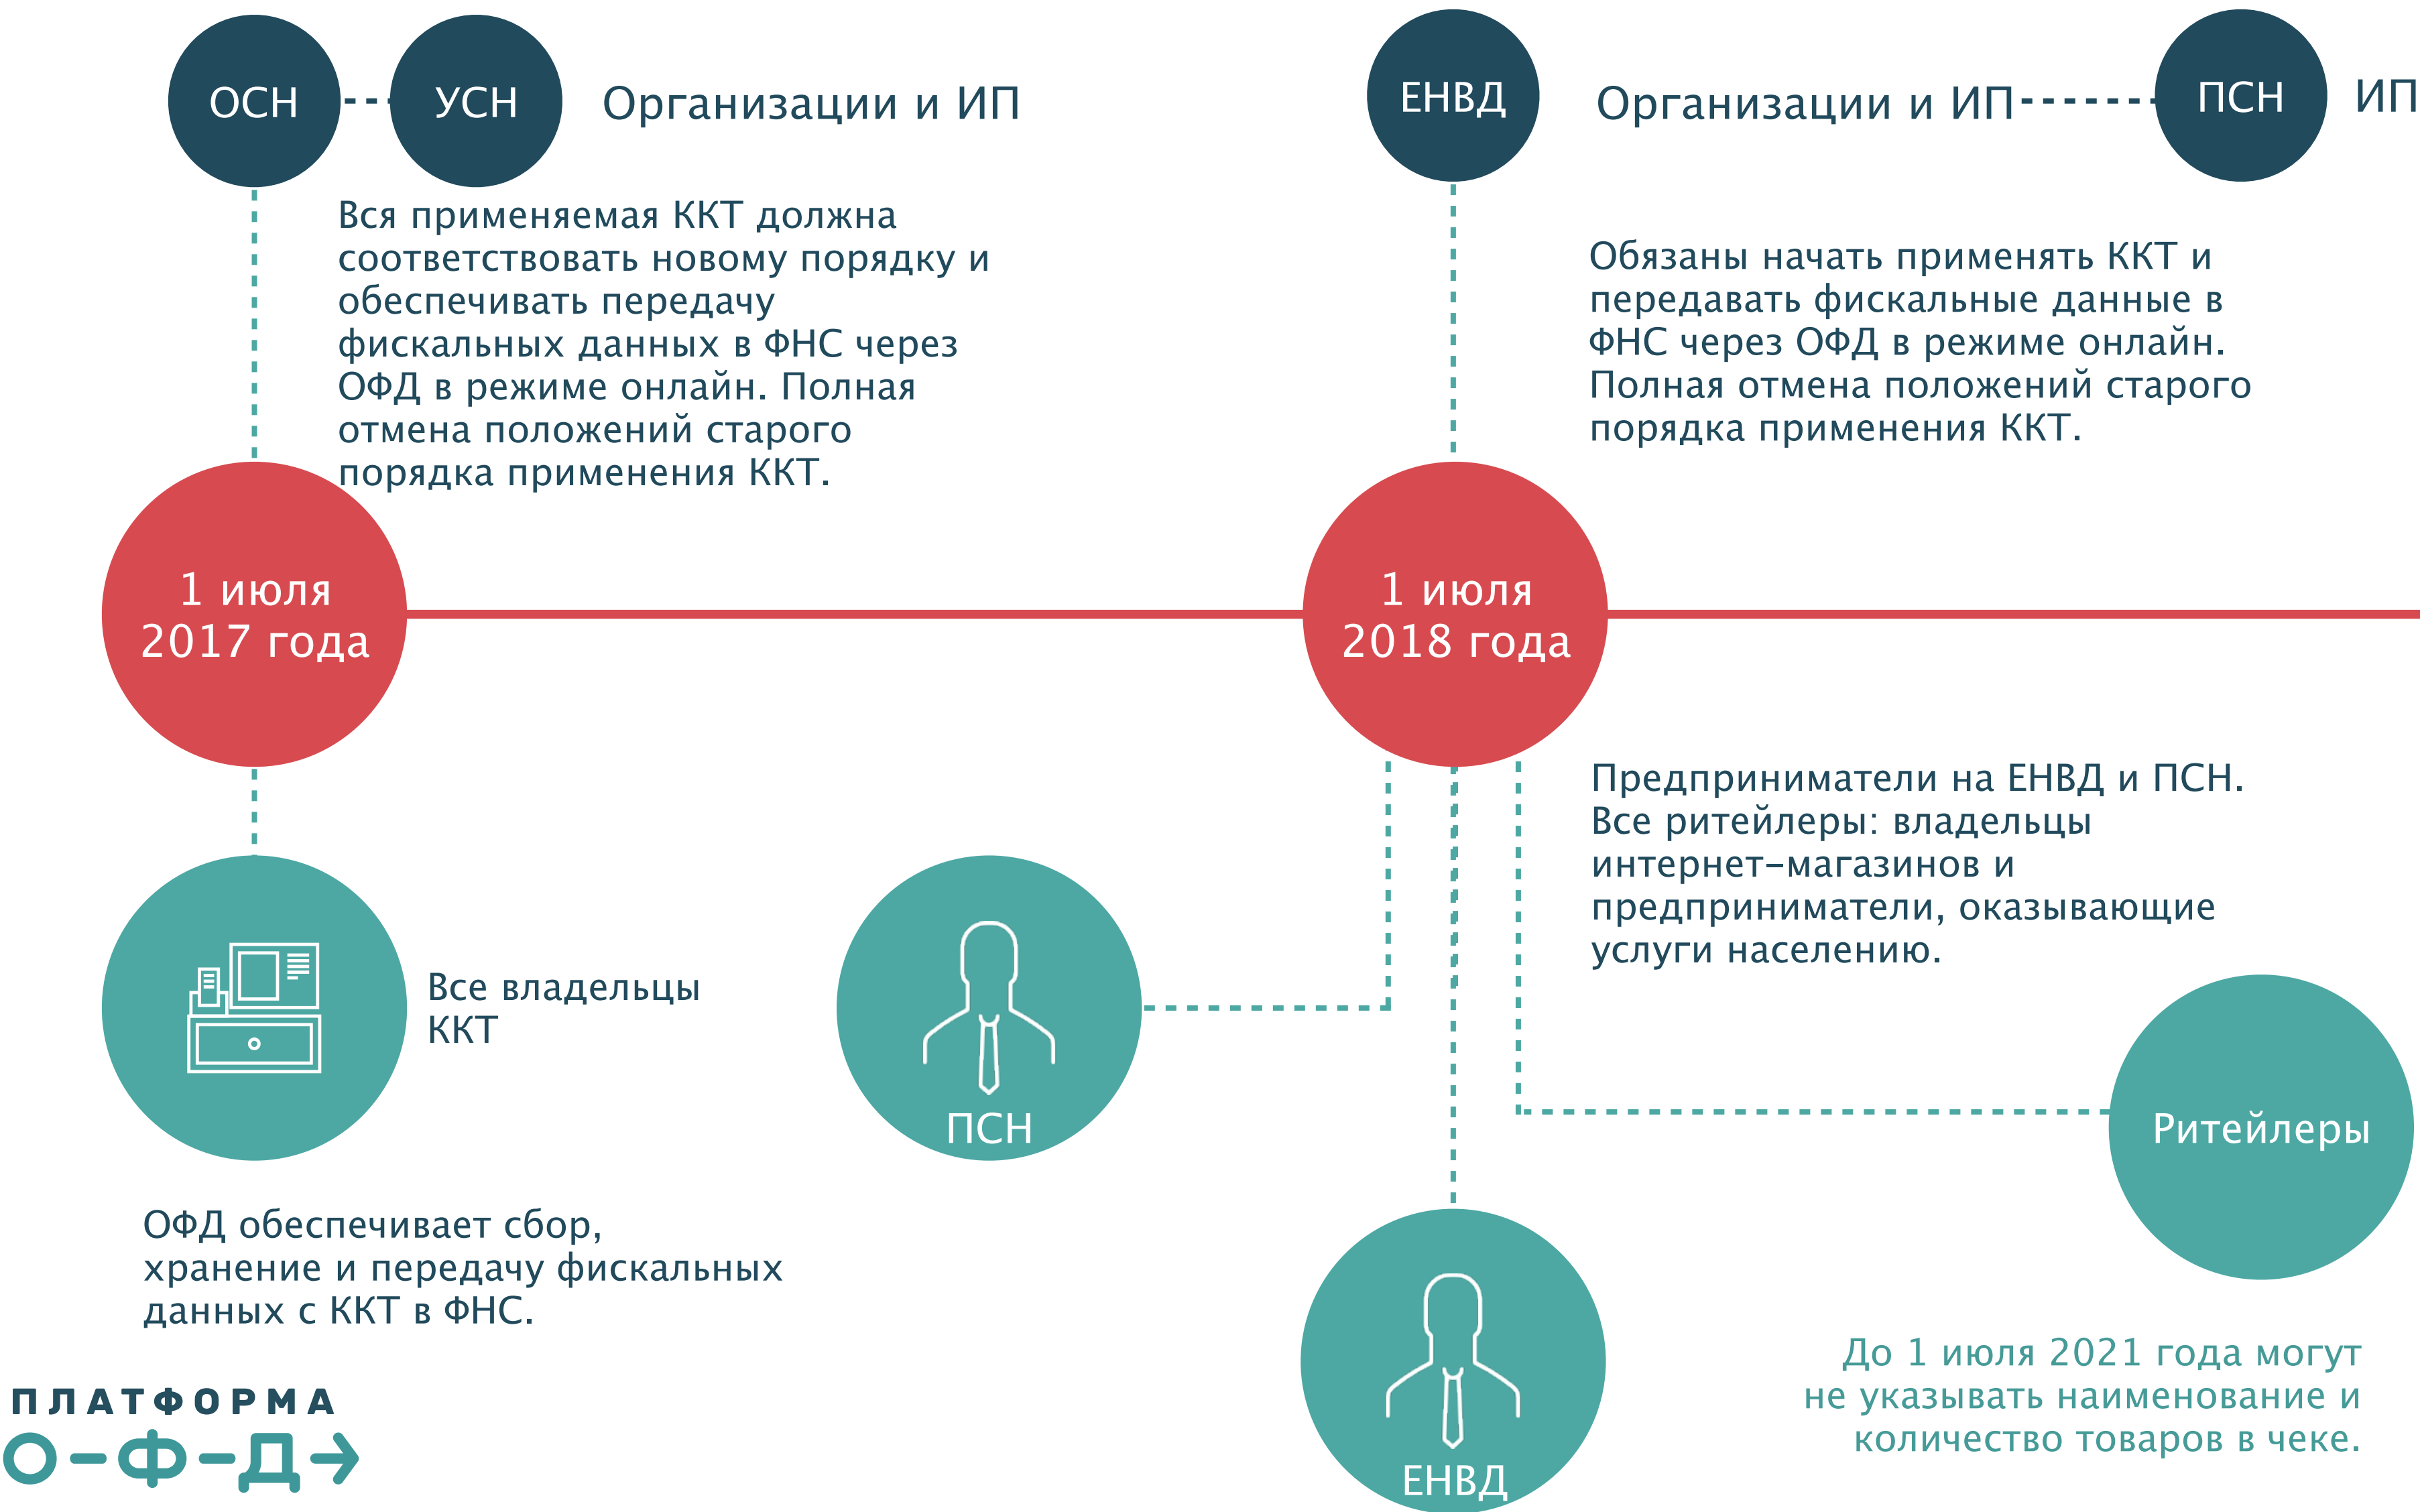 ОСН
УСН
Организации и ИП
ЕНВД
Организации и ИП
ПСН
ИП
Вся применяемая ККТ должна
соответствовать новому порядку и
обеспечивать передачу
фискальных данных в ФНС через
ОФД в режиме онлайн. Полная
отмена положений старого
порядка применения ККТ.
Обязаны начать применять ККТ и
передавать фискальные данные в
ФНС через ОФД в режиме онлайн.
Полная отмена положений старого
порядка применения ККТ.
1 июля
2017 года
1 июля
2018 года
Предприниматели на ЕНВД и ПСН.
Все ритейлеры: владельцы
интернет-магазинов и
предприниматели, оказывающие
услуги населению.
Все владельцы
ККТ
ПСН
Ритейлеры
ОФД обеспечивает сбор,
хранение и передачу фискальных
данных с ККТ в ФНС.
ЕНВД
До 1 июля 2021 года могут
не указывать наименование и
количество товаров в чеке.
ПЛАТФОРМА
О-Ф-Д